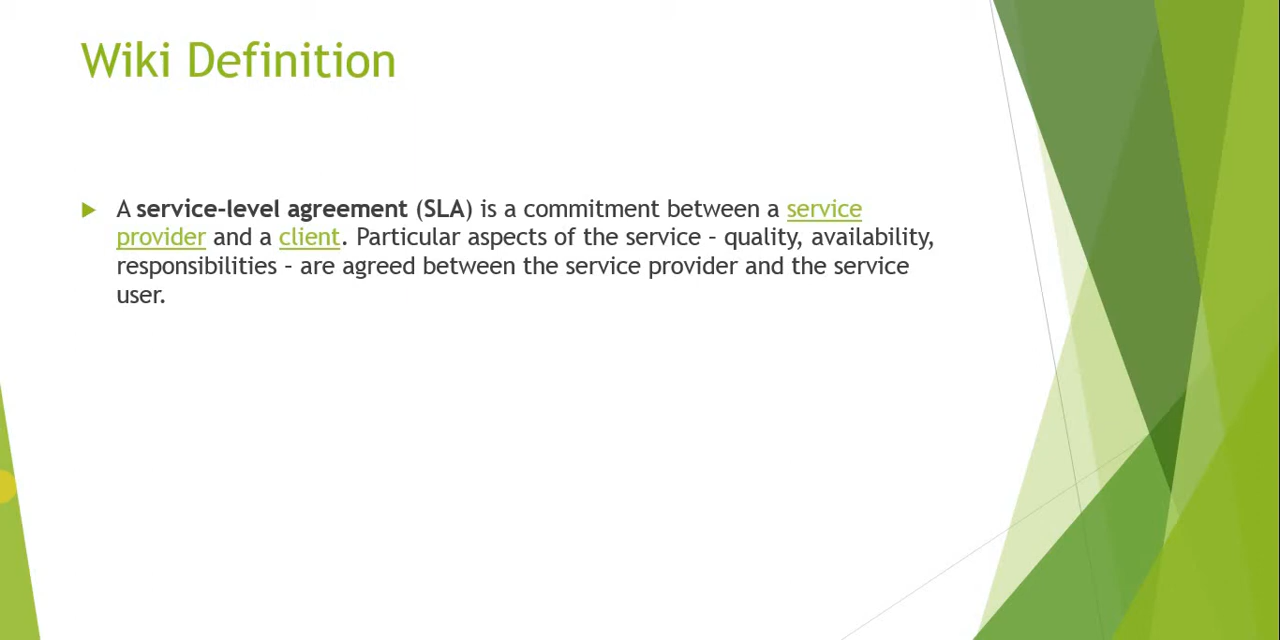 Wiki Definition
A service-level agreement (SLA) is a commitment between a service
provider and a client. Particular aspects of the service – quality, availability,
responsibilities – are agreed between the service provider and the service
user.